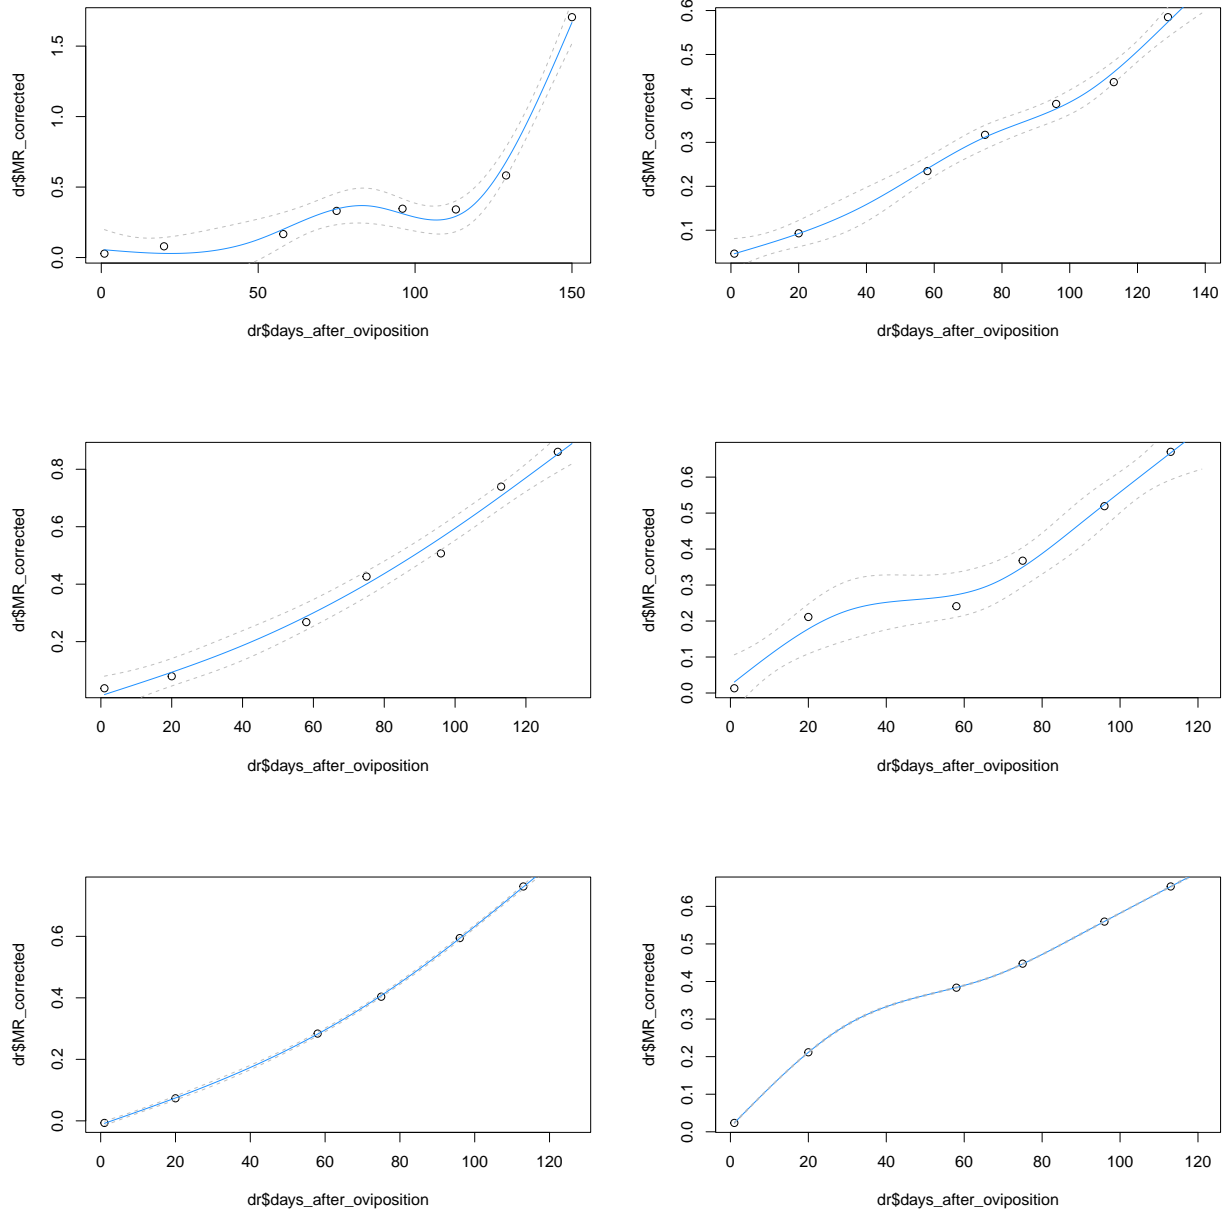 dr$MR_corrected
0.0 0.5 1.0 1.5
0 50 100 150
dr$days_after_oviposition
dr$MR_corrected
0.1 0.2 0.3 0.4 0.5 0.6
0 20 40 60 80 100 120 140
dr$days_after_oviposition
dr$MR_corrected
0.2 0.4 0.6 0.8
0 20 40 60 80 100 120
dr$days_after_oviposition
dr$MR_corrected
0.0 0.1 0.2 0.3 0.4 0.5 0.6
0 20 40 60 80 100 120
dr$days_after_oviposition
dr$MR_corrected
0.0 0.2 0.4 0.6
0 20 40 60 80 100 120
dr$days_after_oviposition
dr$MR_corrected
0.0 0.1 0.2 0.3 0.4 0.5 0.6
0 20 40 60 80 100 120
dr$days_after_oviposition